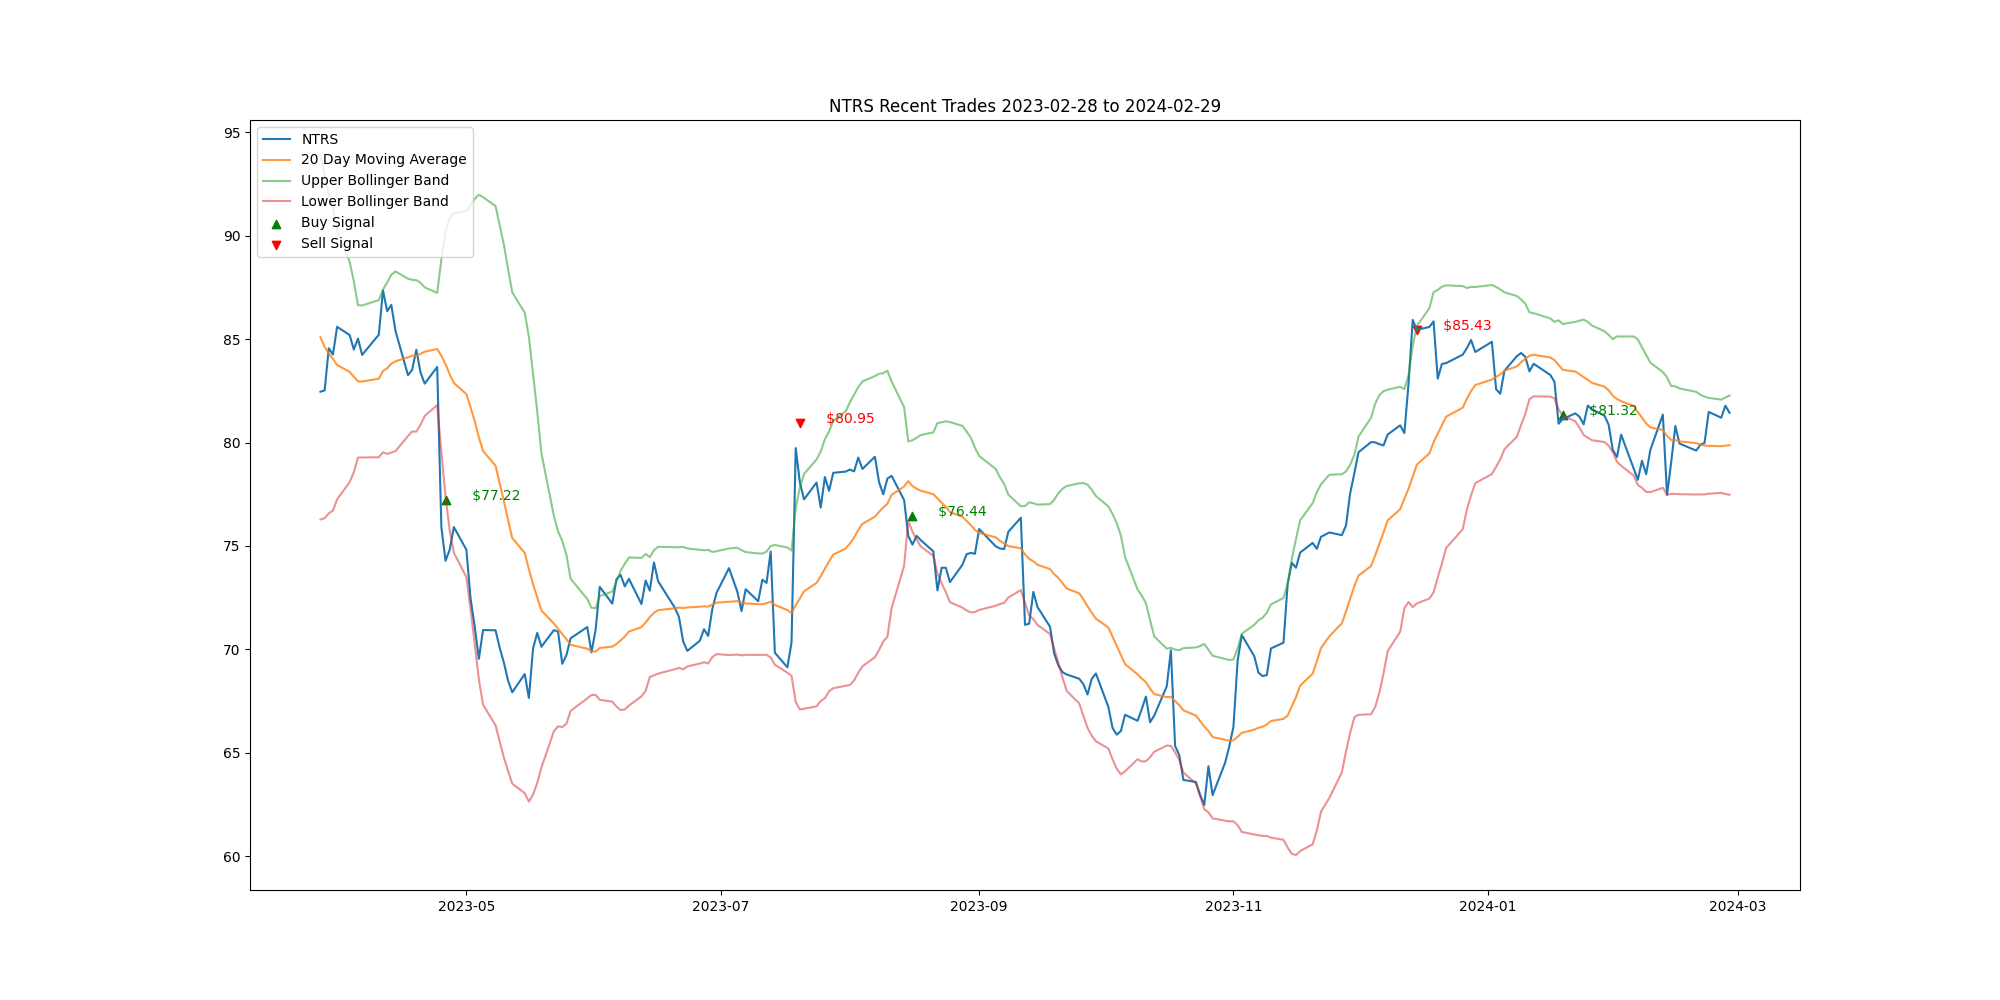 NTRS Recent Trades 2023-02-28 to 2024-02-29
NTRS
20 Day Moving Average
Upper Bollinger Band
Lower Bollinger Band
Buy Signal
Sell Signal
95
90
85
80
75
70
65
60
$77.22
$80.95
$76.44
$85.43
$81.32
2023-05
2023-07
2023-09
2023-11
2024-01
2024-03